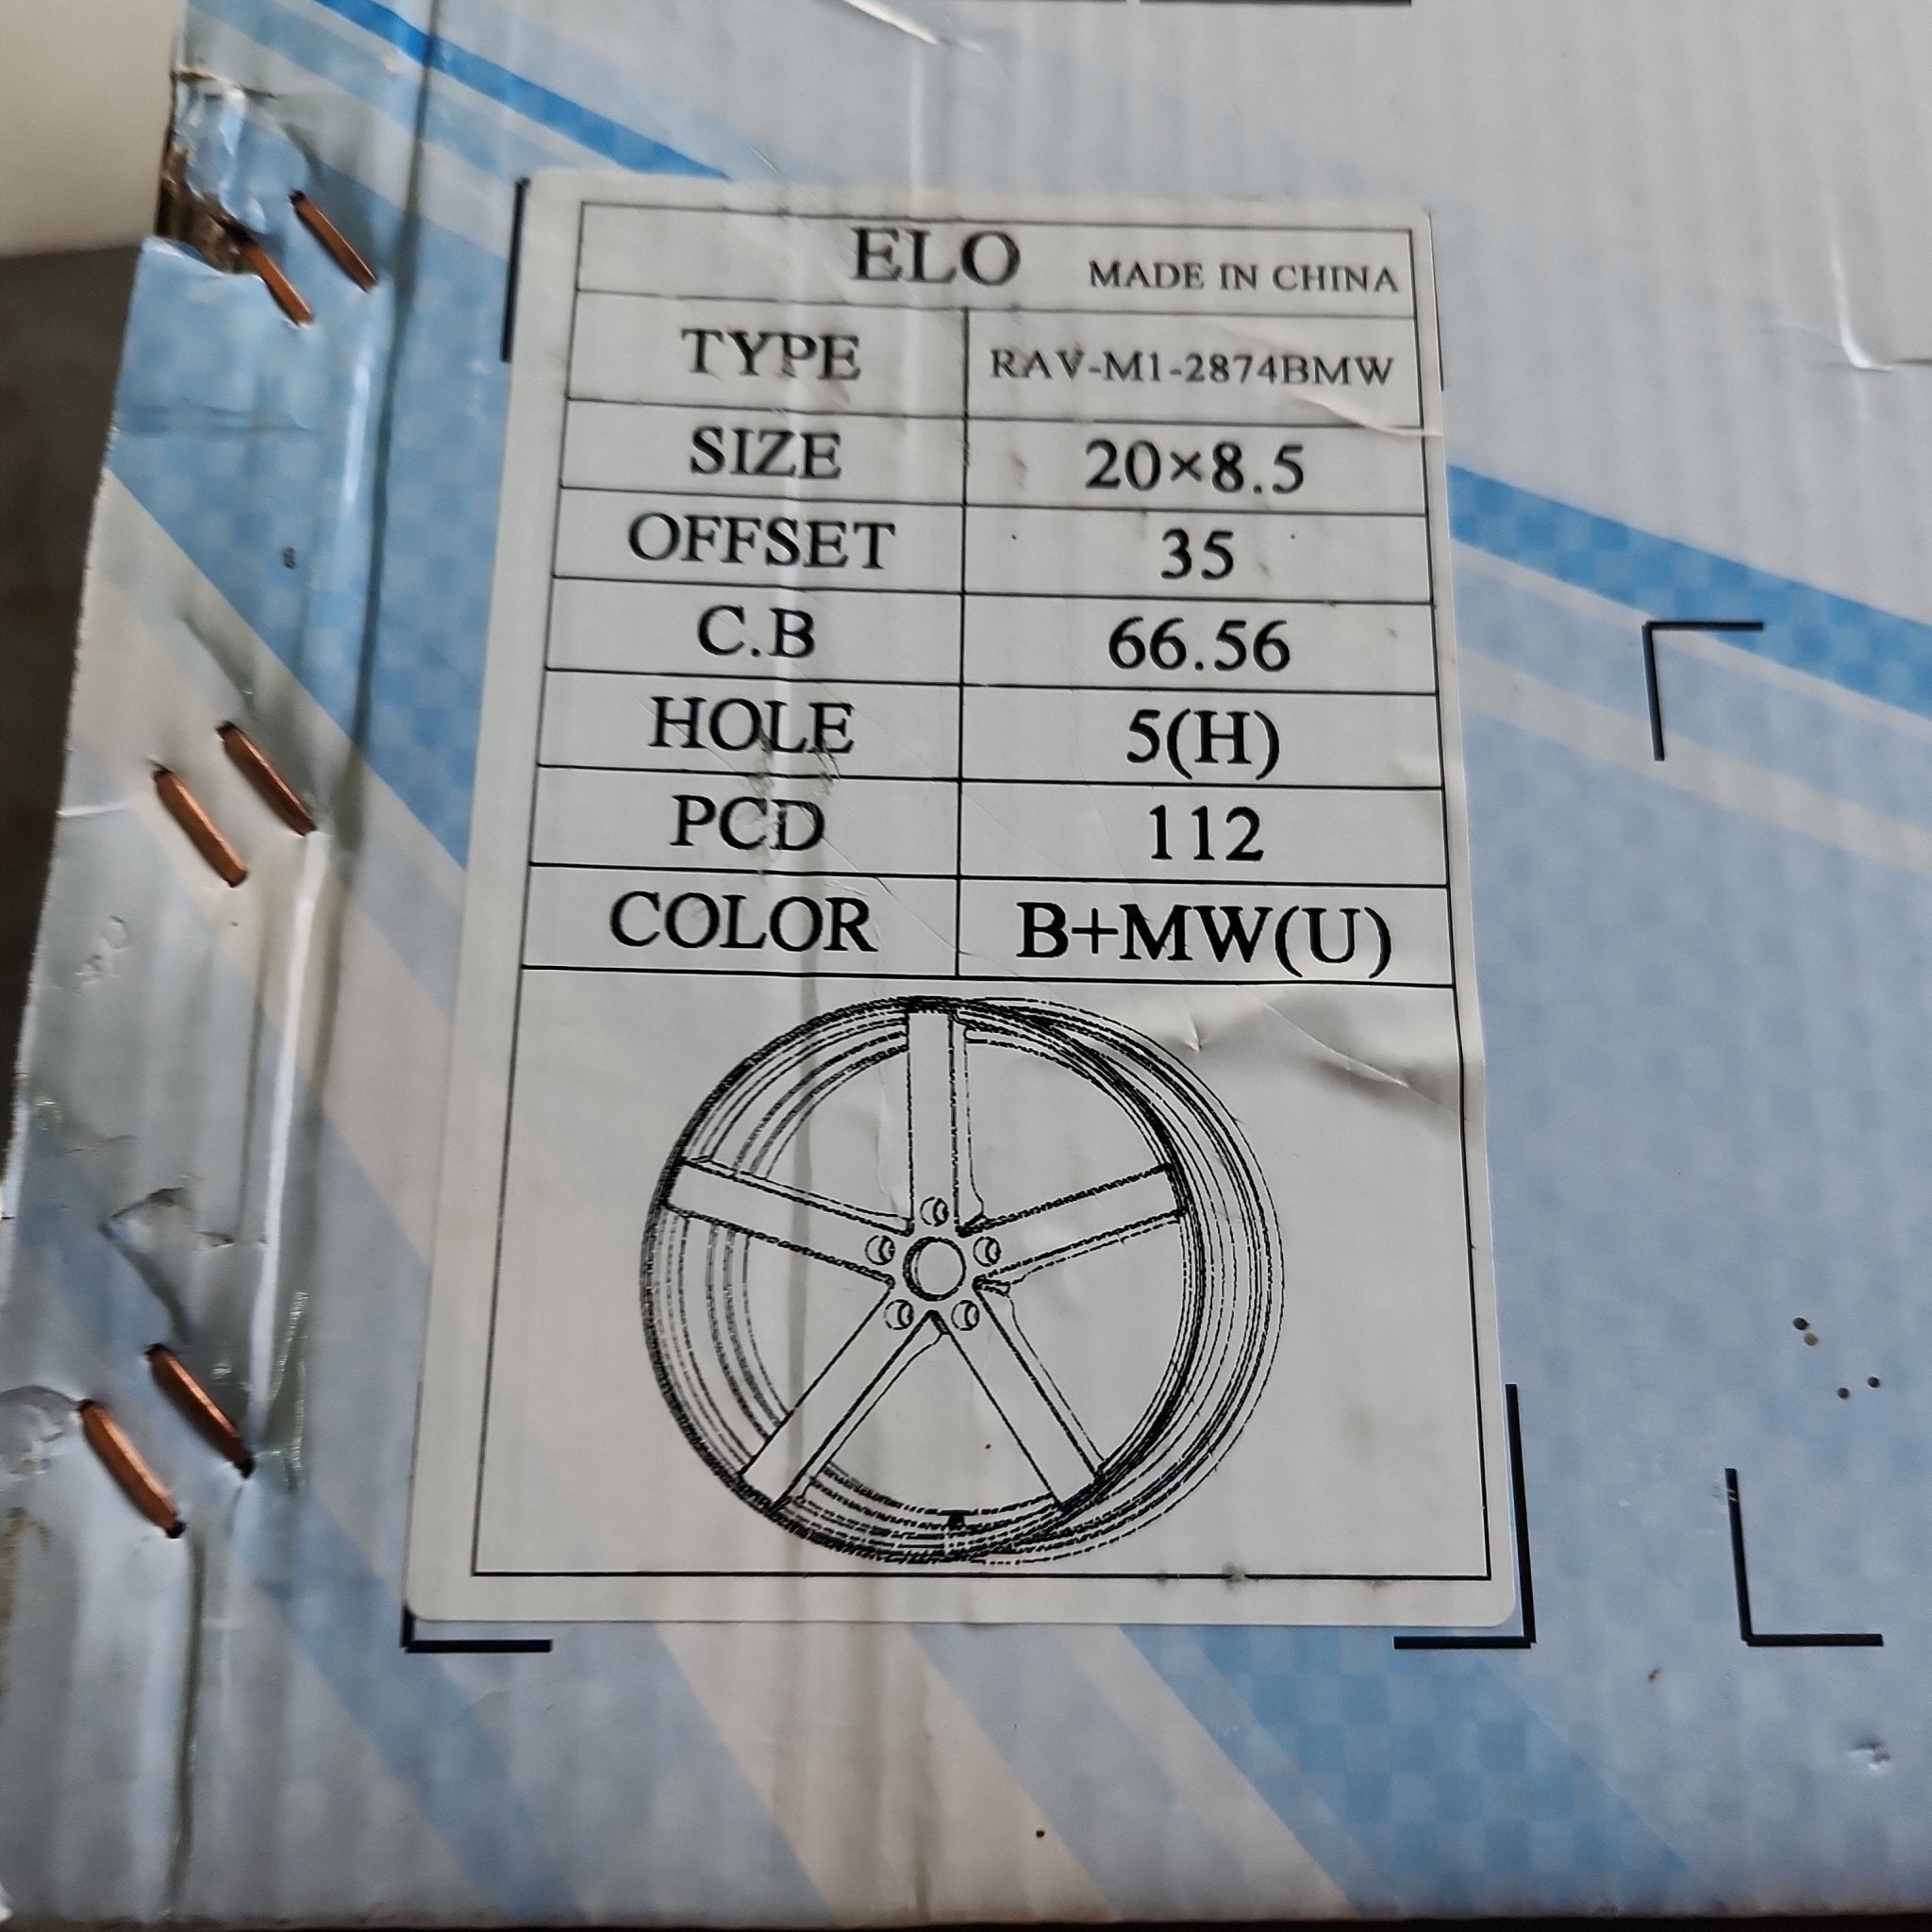 ELO MADE IN CHINA
TYPE RAV-M1-2874BMW
SIZE 20×8.5
OFFSET 35
C.B 66.56
HOLE 5(H)
PCD 112
COLOR B+MW(U)